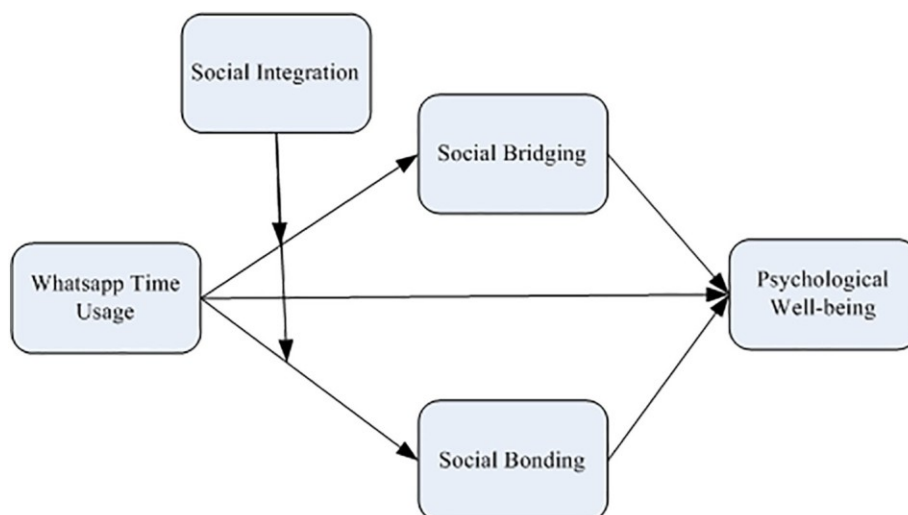 Social Integration
Social Bridging
Whatsapp Time
Usage
Psychological
Well-being
Social Bonding